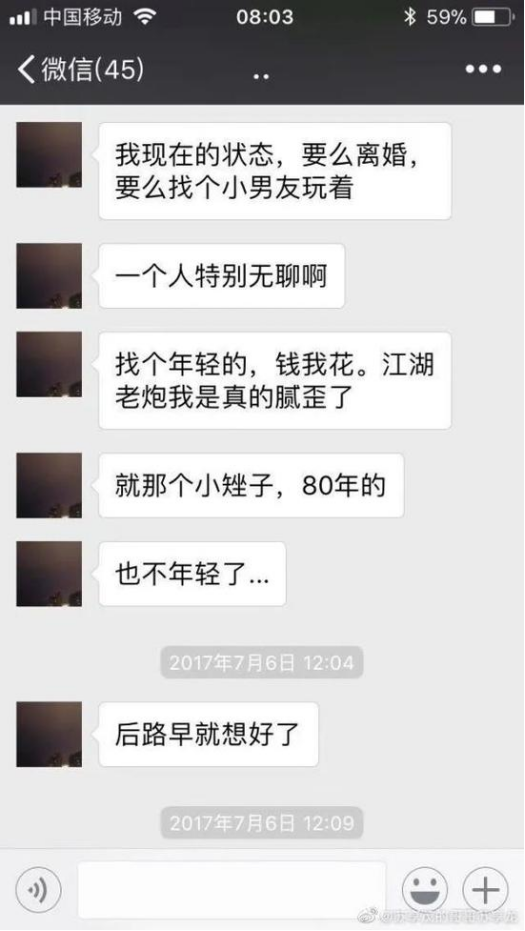 中国移动 08:03 59%
微信(45) ..
我现在的状态，要么离婚，
要么找个小男友玩着
一个人特别无聊啊
找个年轻的，钱我花。江湖
老炮我是真的腻歪了
就那个小矬子，80年的
也不年轻了...
2017年7月6日 12:04
后路早就想好了
2017年7月6日 12:09